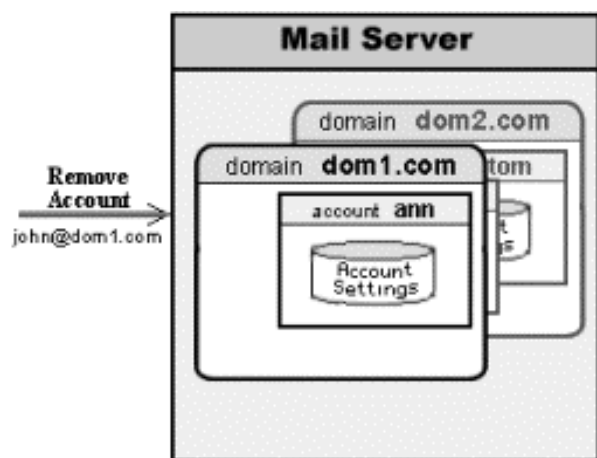 Mail Server
domain dom2.com
domain dom1.com
tom
Remove
Account
john@dom1.com
account ann
Account
Settings